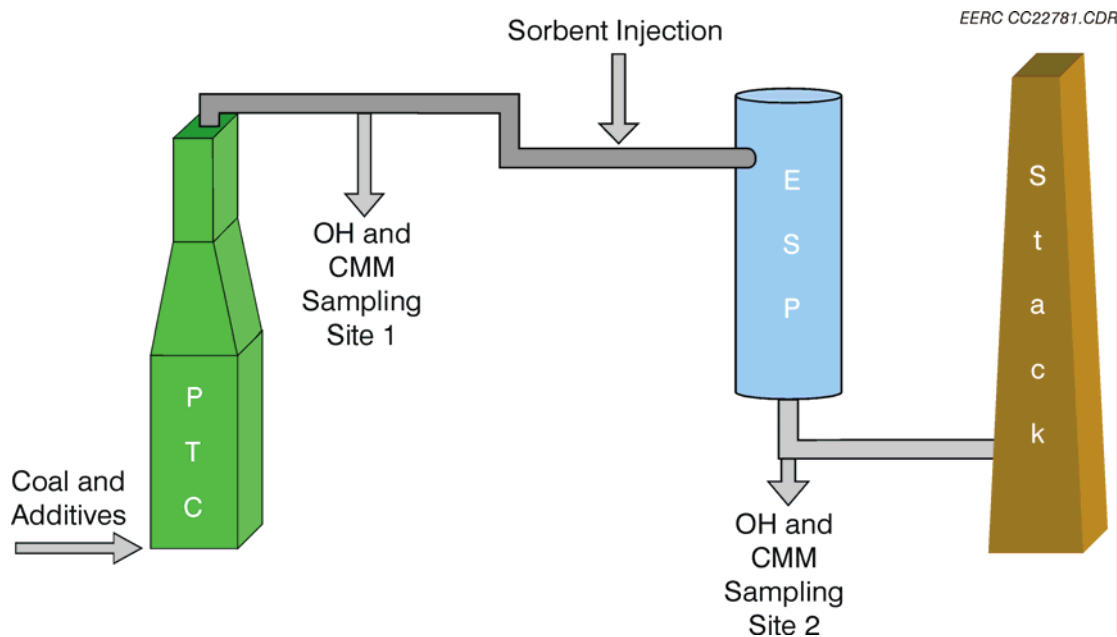 EERC CC22781.CDR
Sorbent Injection
OH and
CMM
Sampling
Site 1
E
S
P
S
t
a
c
k
P
T
C
Coal and
Additives
OH and
CMM
Sampling
Site 2